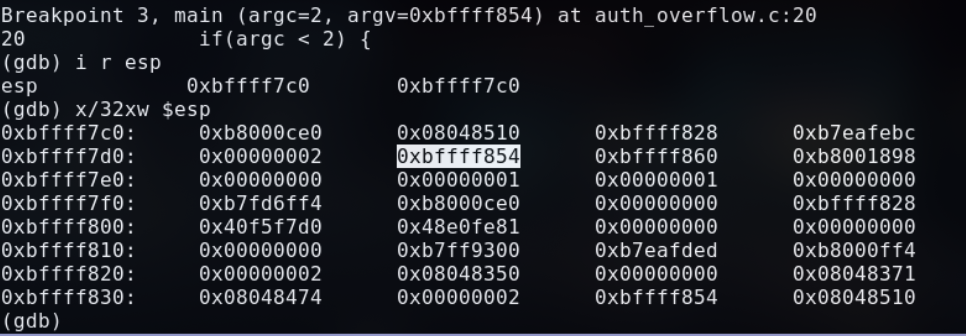 Breakpoint 3, main (argc=2, argv=0xbffff854) at auth_overflow.c:20
20              if(argc < 2) {
(gdb) i r esp
esp            0xbffff7c0       0xbffff7c0
(gdb) x/32xw $esp
0xbffff7c0:     0xb8000ce0      0x08048510      0xbffff828      0xb7eafebc
0xbffff7d0:     0x00000002      0xbffff854      0xbffff860      0xb8001898
0xbffff7e0:     0x00000000      0x00000001      0x00000001      0x00000000
0xbffff7f0:     0xb7fd6ff4      0xb8000ce0      0x00000000      0xbffff828
0xbffff800:     0x40f5f7d0      0x48e0fe81      0x00000000      0x00000000
0xbffff810:     0x00000000      0xb7ff9300      0xb7eafded      0xb8000ff4
0xbffff820:     0x00000002      0x08048350      0x00000000      0x08048371
0xbffff830:     0x08048474      0x00000002      0xbffff854      0x08048510
(gdb)